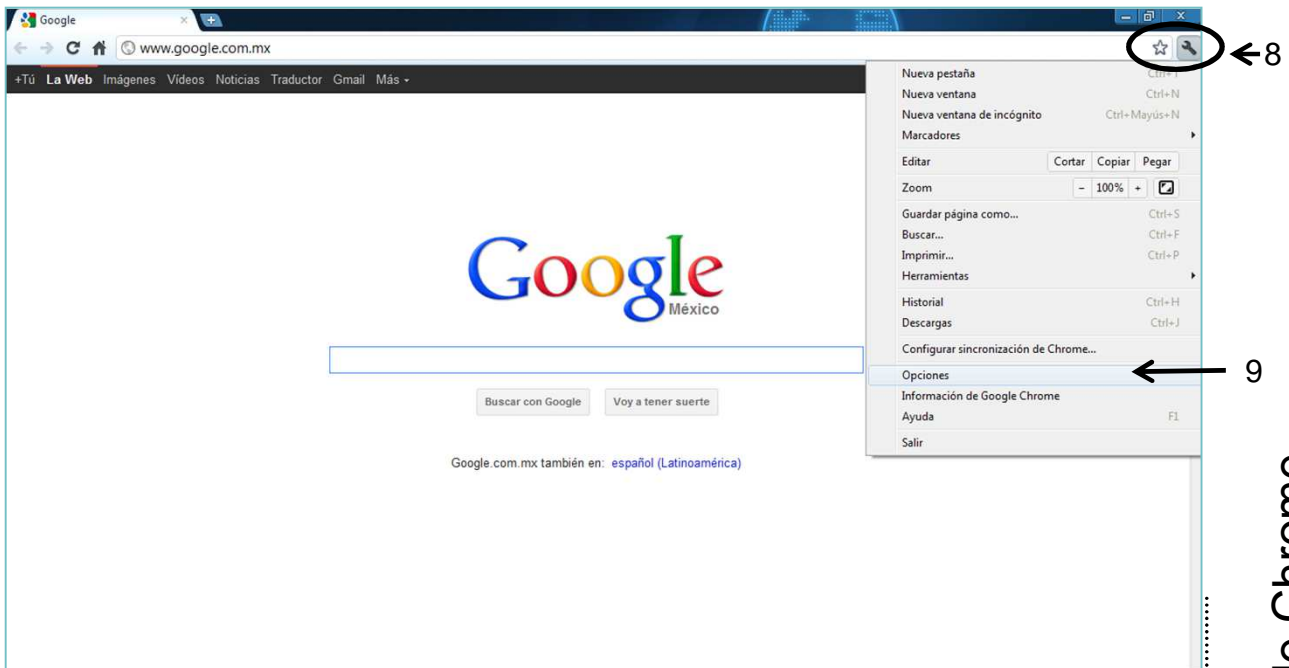 Google
www.google.com.mx
8
+Tú La Web Imágenes Vídeos Noticias Traductor Gmail Más
Nueva pestaña Ctrl+T
Nueva ventana Ctrl+N
Nueva ventana de incógnito Ctrl+Mayús+N
Marcadores
Editar Cortar Copiar Pegar
Zoom - 100% +
Guardar página como... Ctrl+S
Buscar... Ctrl+F
Imprimir... Ctrl+P
Herramientas
Historial Ctrl+H
Descargas Ctrl+J
Configurar sincronización de Chrome...
Opciones
9
Información de Google Chrome
Ayuda F1
Salir
Google
México
Buscar con Google Voy a tener suerte
Google.com.mx también en: español (Latinoamérica)
Chrome